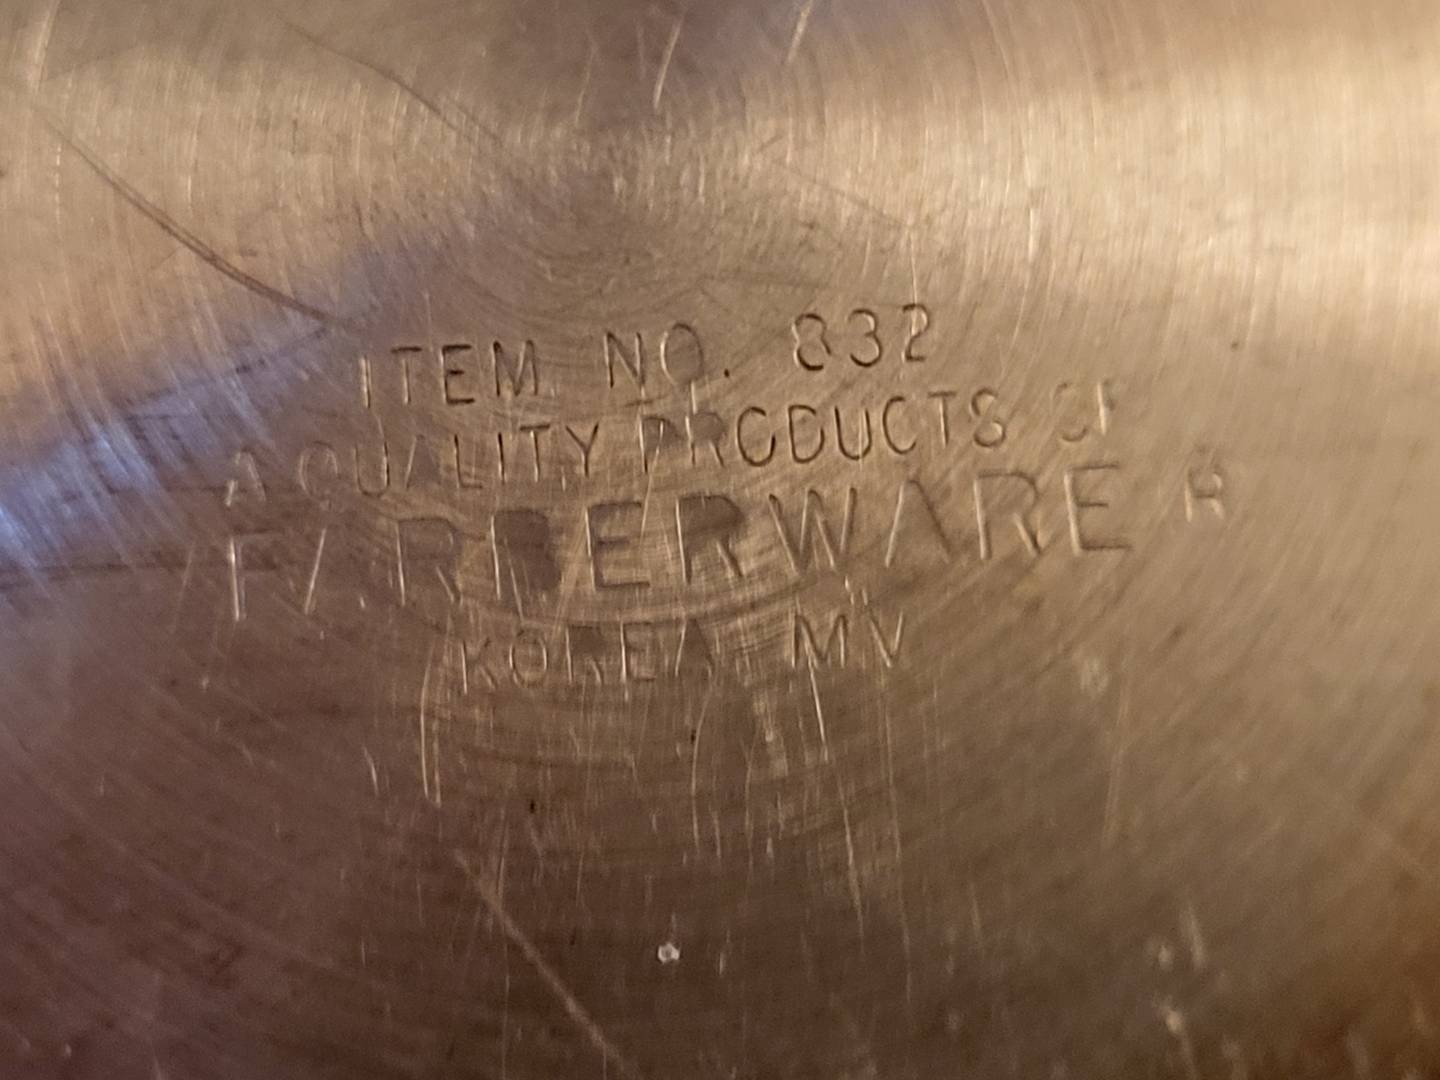 ITEM NO. 832
A QUALITY PRODUCTS OF
FARBERWARE ®
KOREA MV